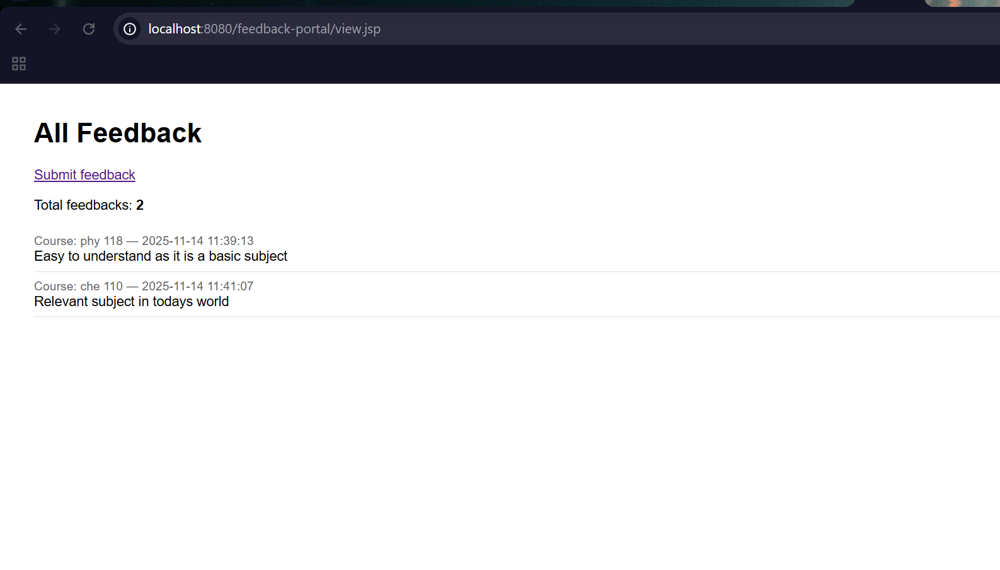 localhost:8080/feedback-portal/view.jsp
All Feedback
Submit feedback
Total feedbacks: 2
Course: phy 118 — 2025-11-14 11:39:13
Easy to understand as it is a basic subject
Course: che 110 — 2025-11-14 11:41:07
Relevant subject in todays world